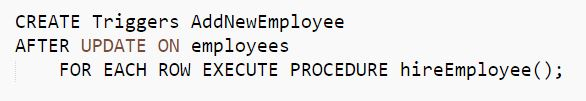 CREATE Triggers AddNewEmployee
AFTER UPDATE ON employees
FOR EACH ROW EXECUTE PROCEDURE hireEmployee();